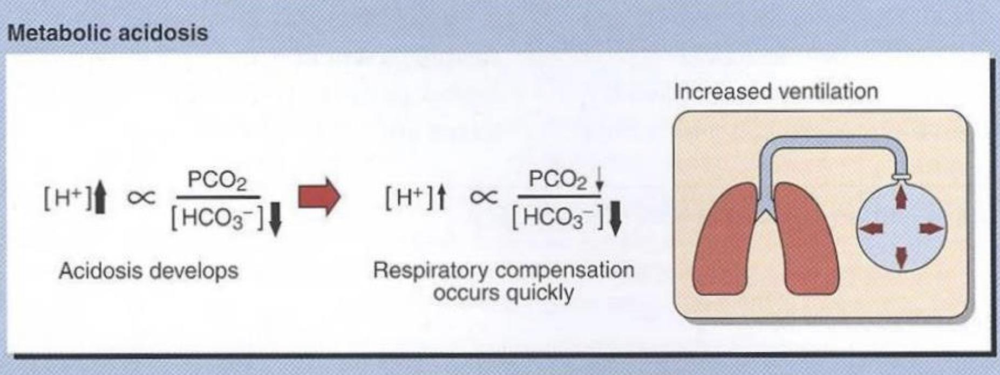 Metabolic acidosis
Increased ventilation
[H⁺]⬆ ∝ PCO₂ / [HCO₃⁻]⬇ ➡ [H⁺]↑ ∝ PCO₂↓ / [HCO₃⁻]⬇
Acidosis develops
Respiratory compensation
occurs quickly